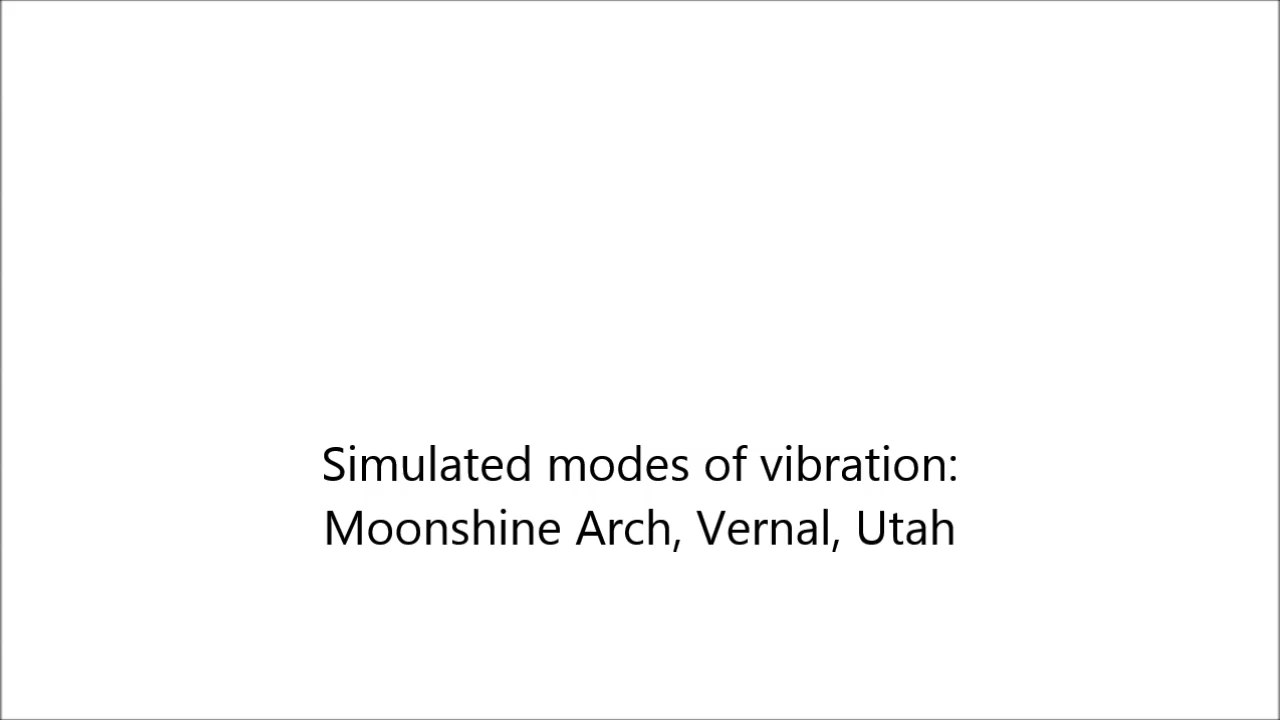 Simulated modes of vibration:
Moonshine Arch, Vernal, Utah